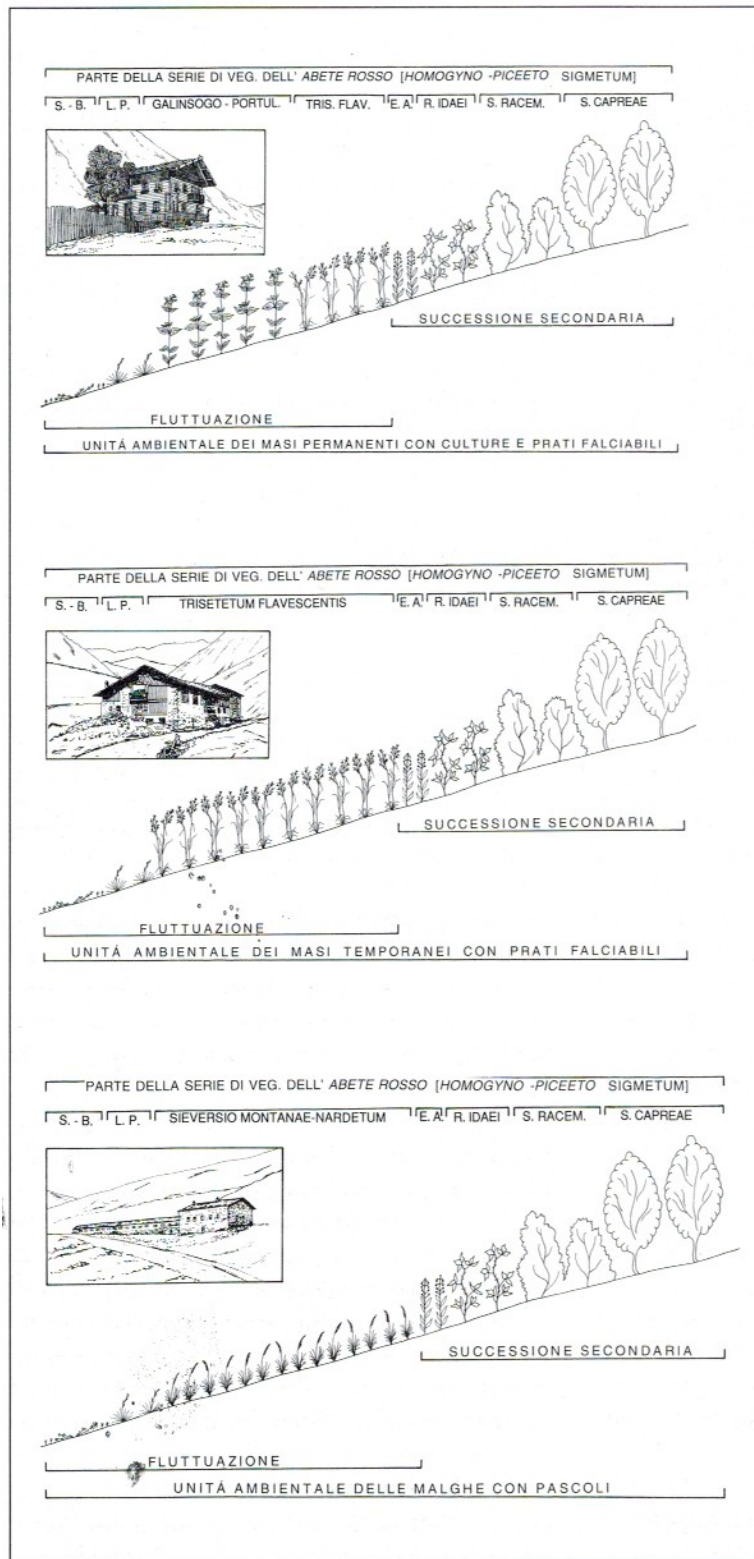 PARTE DELLA SERIE DI VEG. DELL' ABETE ROSSO [HOMOGYNO -PICEETO SIGMETUM]
S. - B. L. P. GALINSOGO - PORTUL. TRIS. FLAV. E. A. R. IDAEI S. RACEM. S. CAPREAE
SUCCESSIONE SECONDARIA
FLUTTUAZIONE
UNITÁ AMBIENTALE DEI MASI PERMANENTI CON CULTURE E PRATI FALCIABILI
PARTE DELLA SERIE DI VEG. DELL' ABETE ROSSO [HOMOGYNO -PICEETO SIGMETUM]
S. - B. L. P. TRISETETUM FLAVESCENTIS E. A. R. IDAEI S. RACEM. S. CAPREAE
SUCCESSIONE SECONDARIA
FLUTTUAZIONE
UNITÁ AMBIENTALE DEI MASI TEMPORANEI CON PRATI FALCIABILI
PARTE DELLA SERIE DI VEG. DELL' ABETE ROSSO [HOMOGYNO -PICEETO SIGMETUM]
S. - B. L. P. SIEVERSIO MONTANAE-NARDETUM E. A. R. IDAEI S. RACEM. S. CAPREAE
SUCCESSIONE SECONDARIA
FLUTTUAZIONE
UNITÁ AMBIENTALE DELLE MALGHE CON PASCOLI